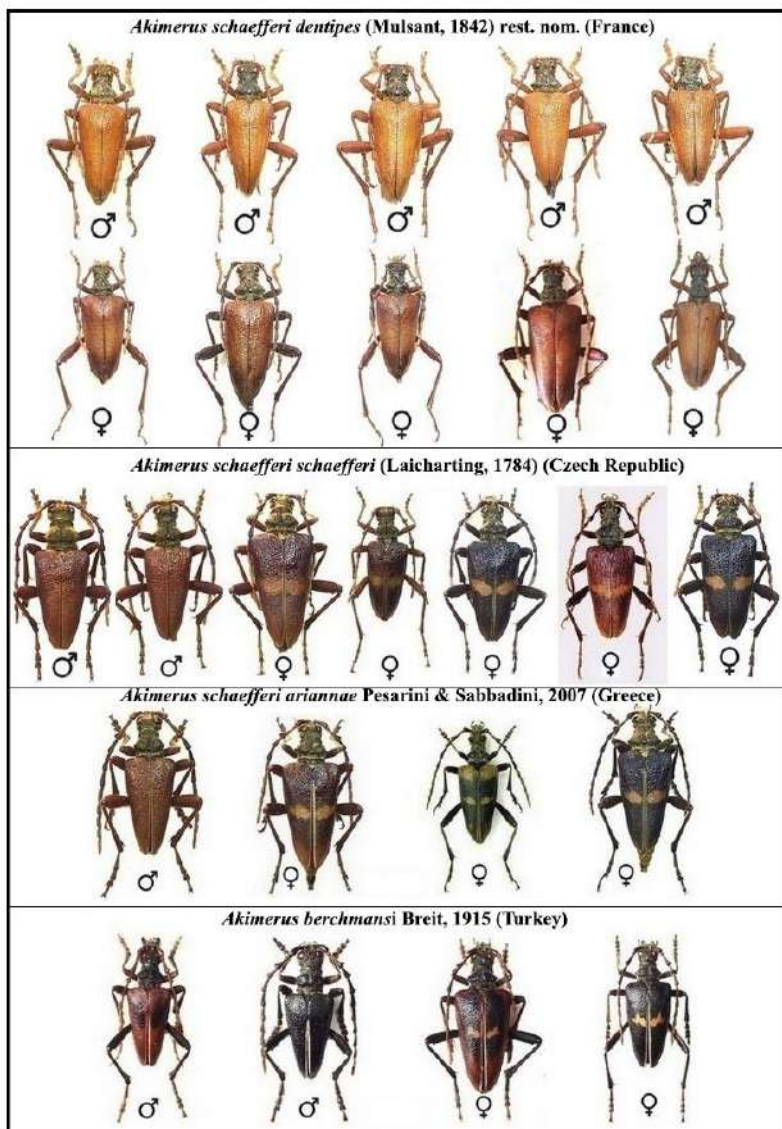 Akimerus schaefferi dentipes (Mulsant, 1842) rest. nom. (France)
♂ ♂ ♂ ♂ ♂
♀ ♀ ♀ ♀ ♀
Akimerus schaefferi schaefferi (Laicharting, 1784) (Czech Republic)
♂ ♂ ♀ ♀ ♀ ♀ ♀
Akimerus schaefferi ariannae Pesarini & Sabbadini, 2007 (Greece)
♂ ♀ ♀ ♀
Akimerus berchmansi Breit, 1915 (Turkey)
♂ ♂ ♀ ♀